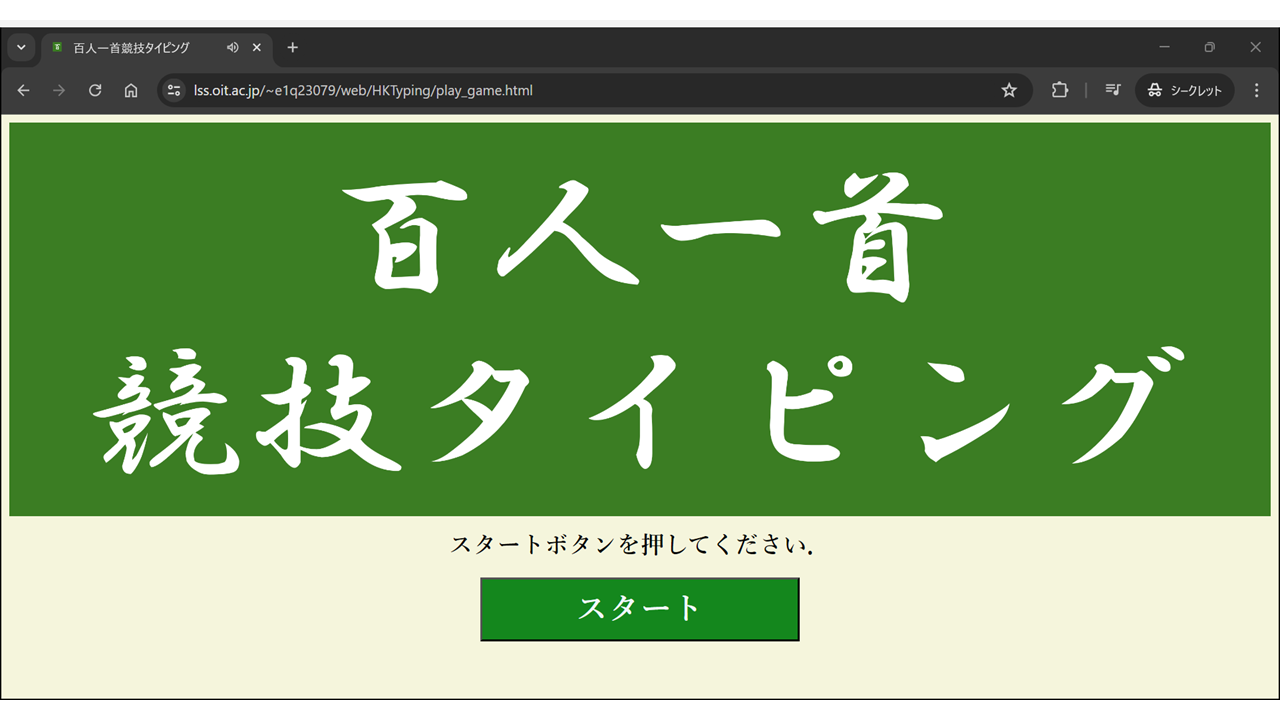 百人一首競技タイピング
lss.oit.ac.jp/~e1q23079/web/HKTyping/play_game.html
シークレット
百人一首
競技タイピング
スタートボタンを押してください.
スタート